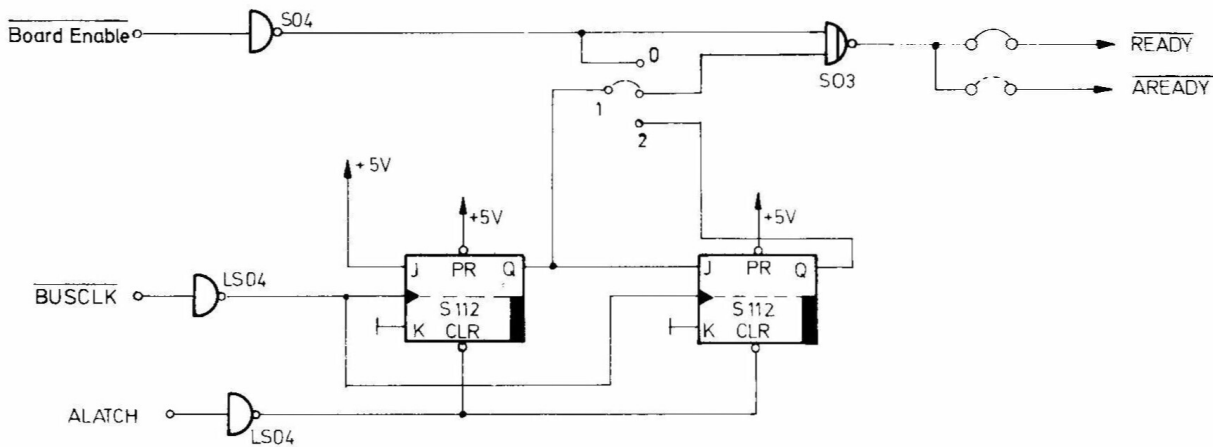 Board Enable
S04
0
1
2
S03
READY
AREADY
+5V
+5V
+5V
J PR Q
S112
K CLR
J PR Q
S112
K CLR
BUSCLK
LS04
ALATCH
LS04